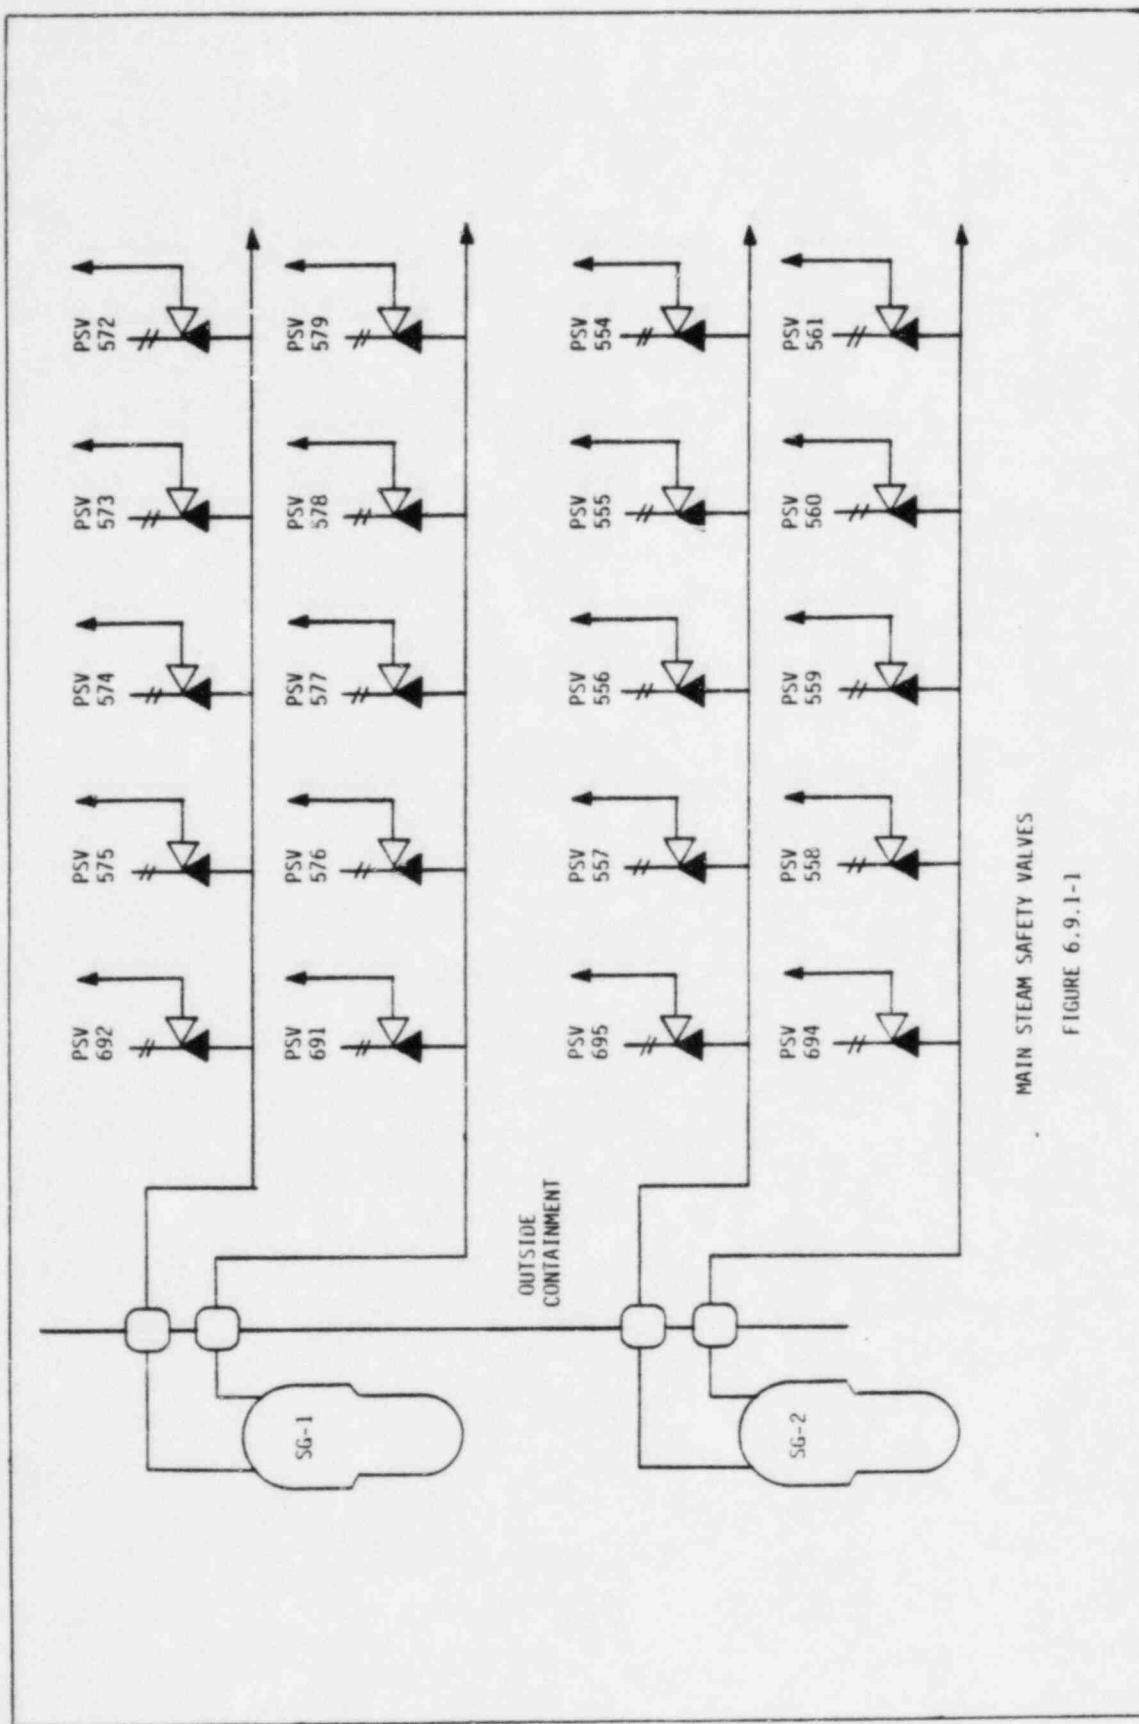 PSV
692
PSV
575
PSV
574
PSV
573
PSV
572
PSV
691
PSV
576
PSV
577
PSV
578
PSV
579
SG-1
OUTSIDE
CONTAINMENT
PSV
695
PSV
557
PSV
556
PSV
555
PSV
554
PSV
694
PSV
558
PSV
559
PSV
560
PSV
561
SG-2
MAIN STEAM SAFETY VALVES
FIGURE 6.9.1-1